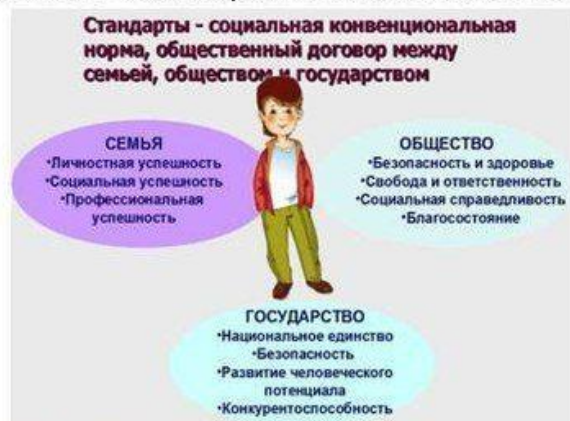 Стандарты - социальная конвенциональная
норма, общественный договор между
семьей, обществом и государством
СЕМЬЯ
•Личностная успешность
•Социальная успешность
•Профессиональная
успешность
ОБЩЕСТВО
•Безопасность и здоровье
•Свобода и ответственность
•Социальная справедливость
•Благосостояние
ГОСУДАРСТВО
•Национальное единство
•Безопасность
•Развитие человеческого
потенциала
•Конкурентоспособность